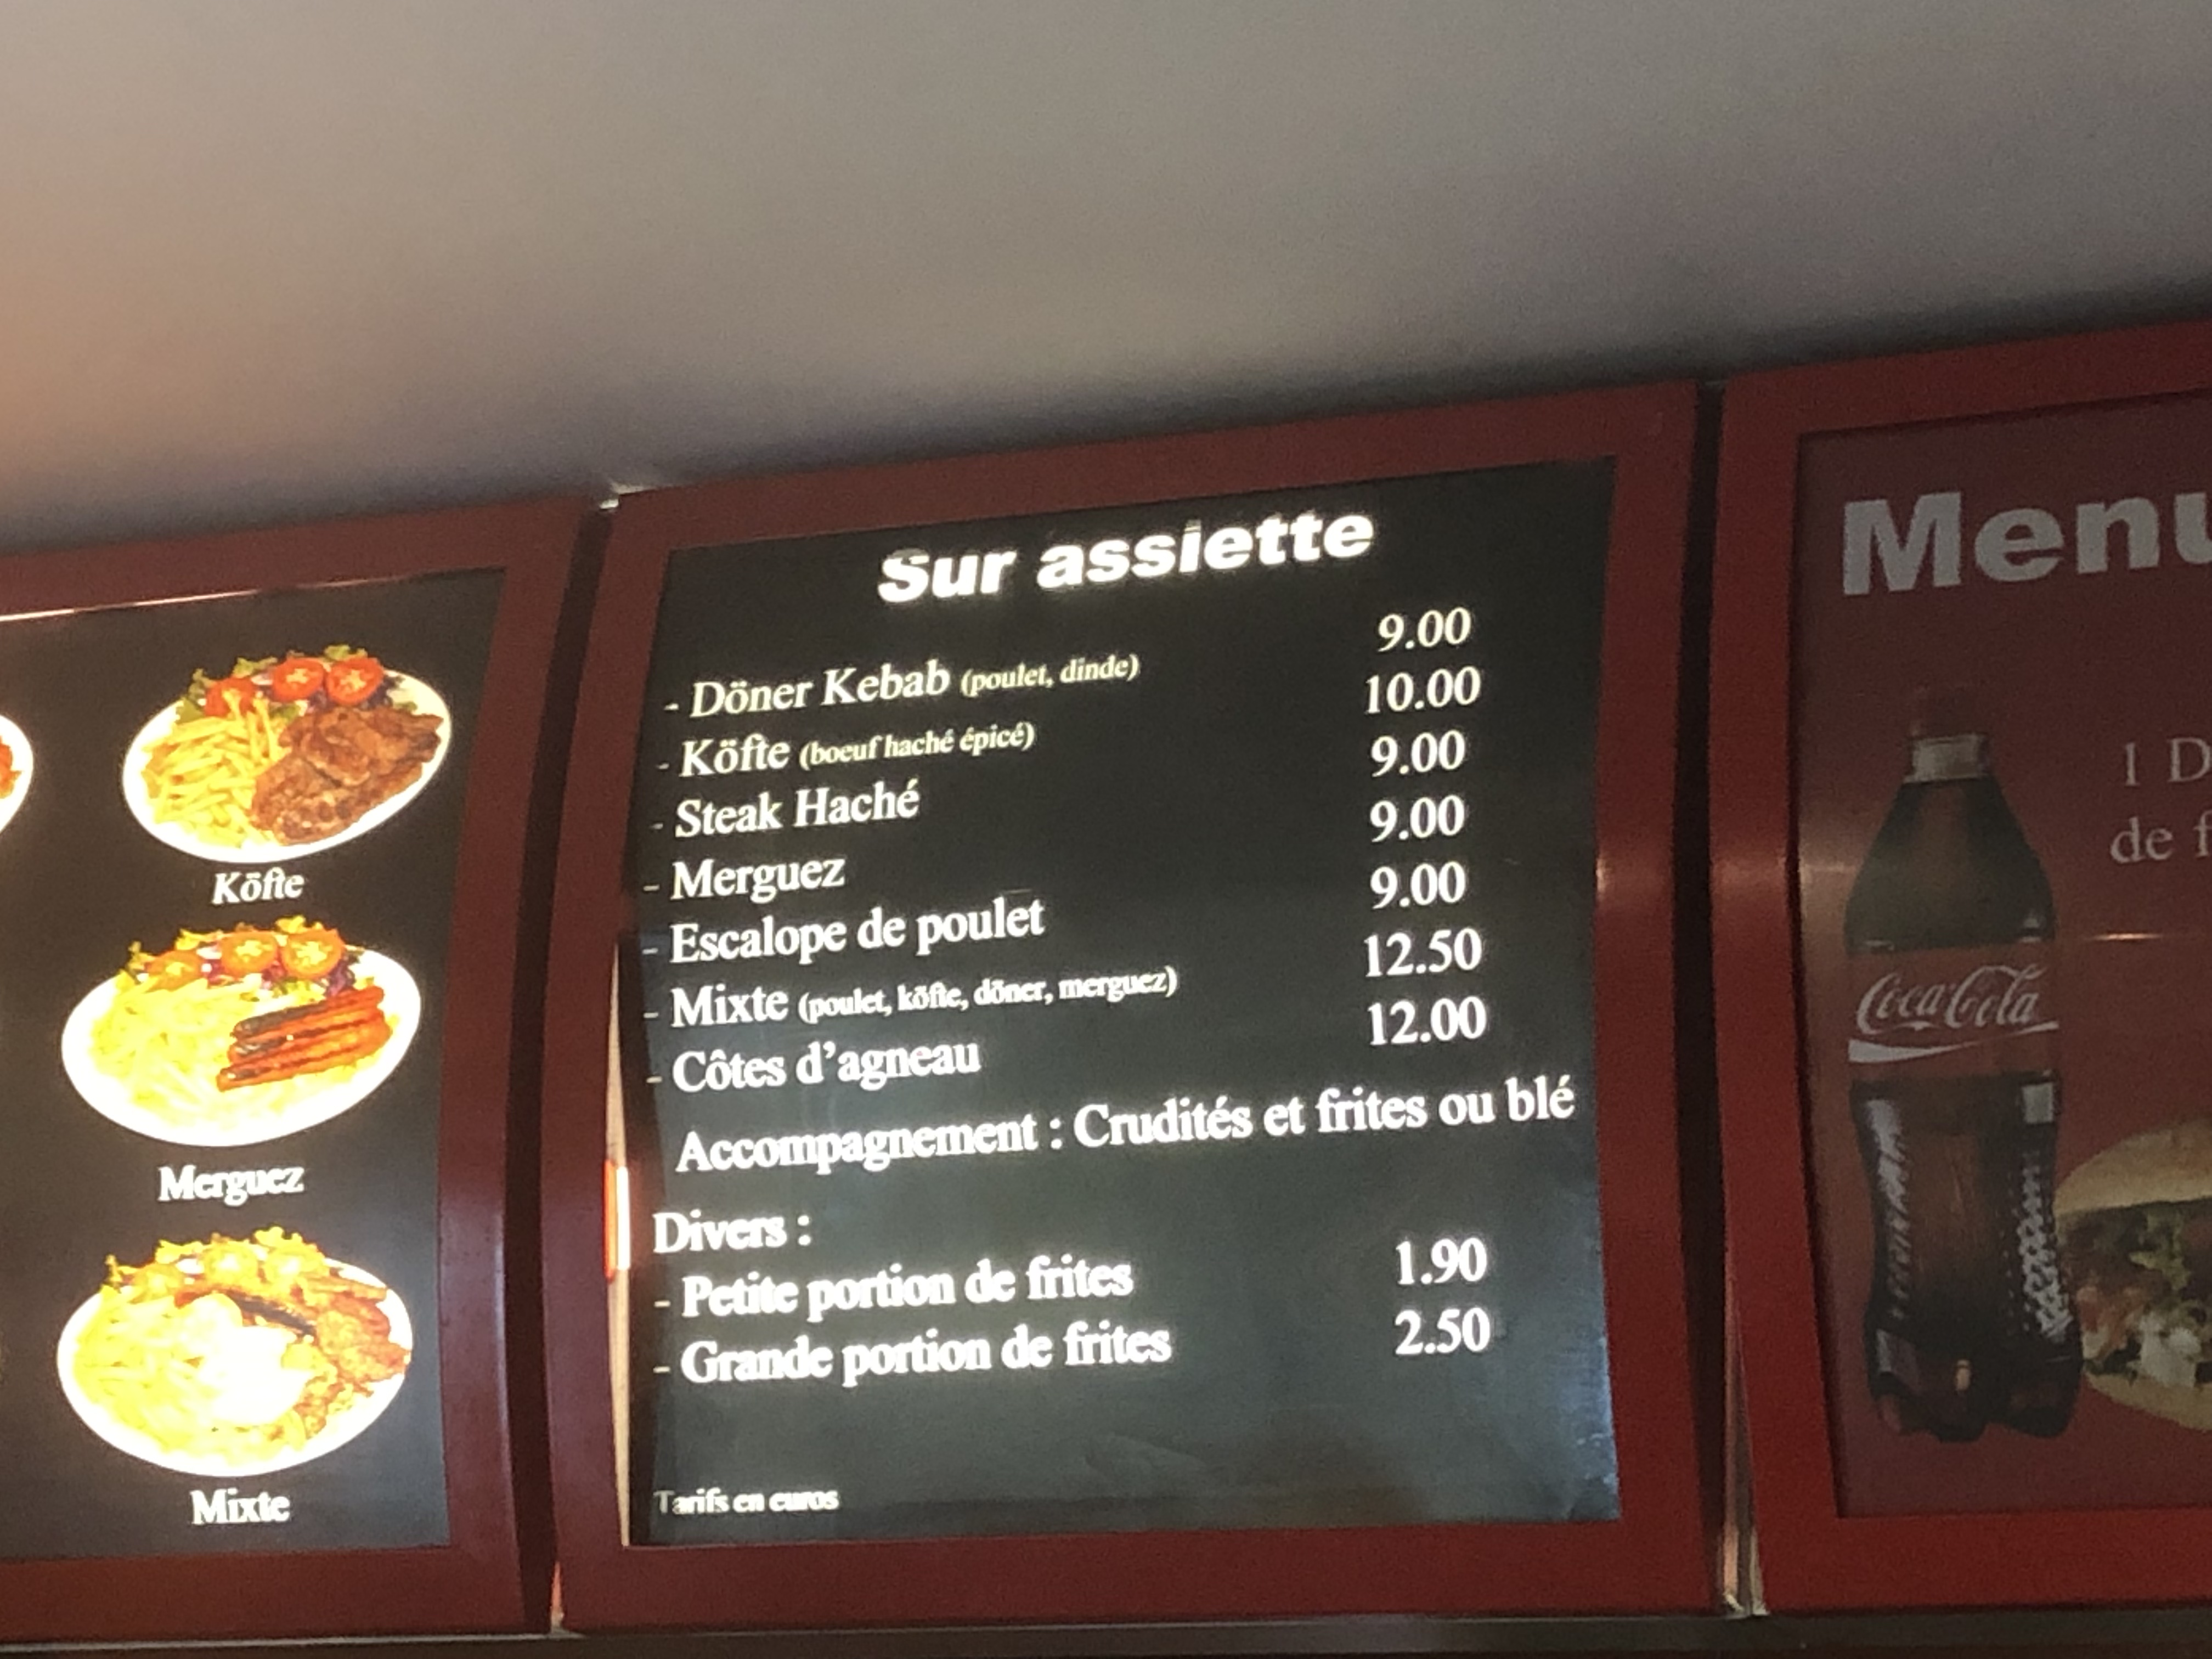 Köfte
Merguez
Mixte
Sur assiette
- Döner Kebab (poulet, dinde) 9.00
- Köfte (boeuf haché épicé) 10.00
- Steak Haché 9.00
- Merguez 9.00
- Escalope de poulet 9.00
- Mixte (poulet, köfte, döner, merguez) 12.50
- Côtes d'agneau 12.00
Accompagnement : Crudités et frites ou blé
Divers :
- Petite portion de frites 1.90
- Grande portion de frites 2.50
Tarifs en euros
Menu
1 D
de f
Coca-Cola